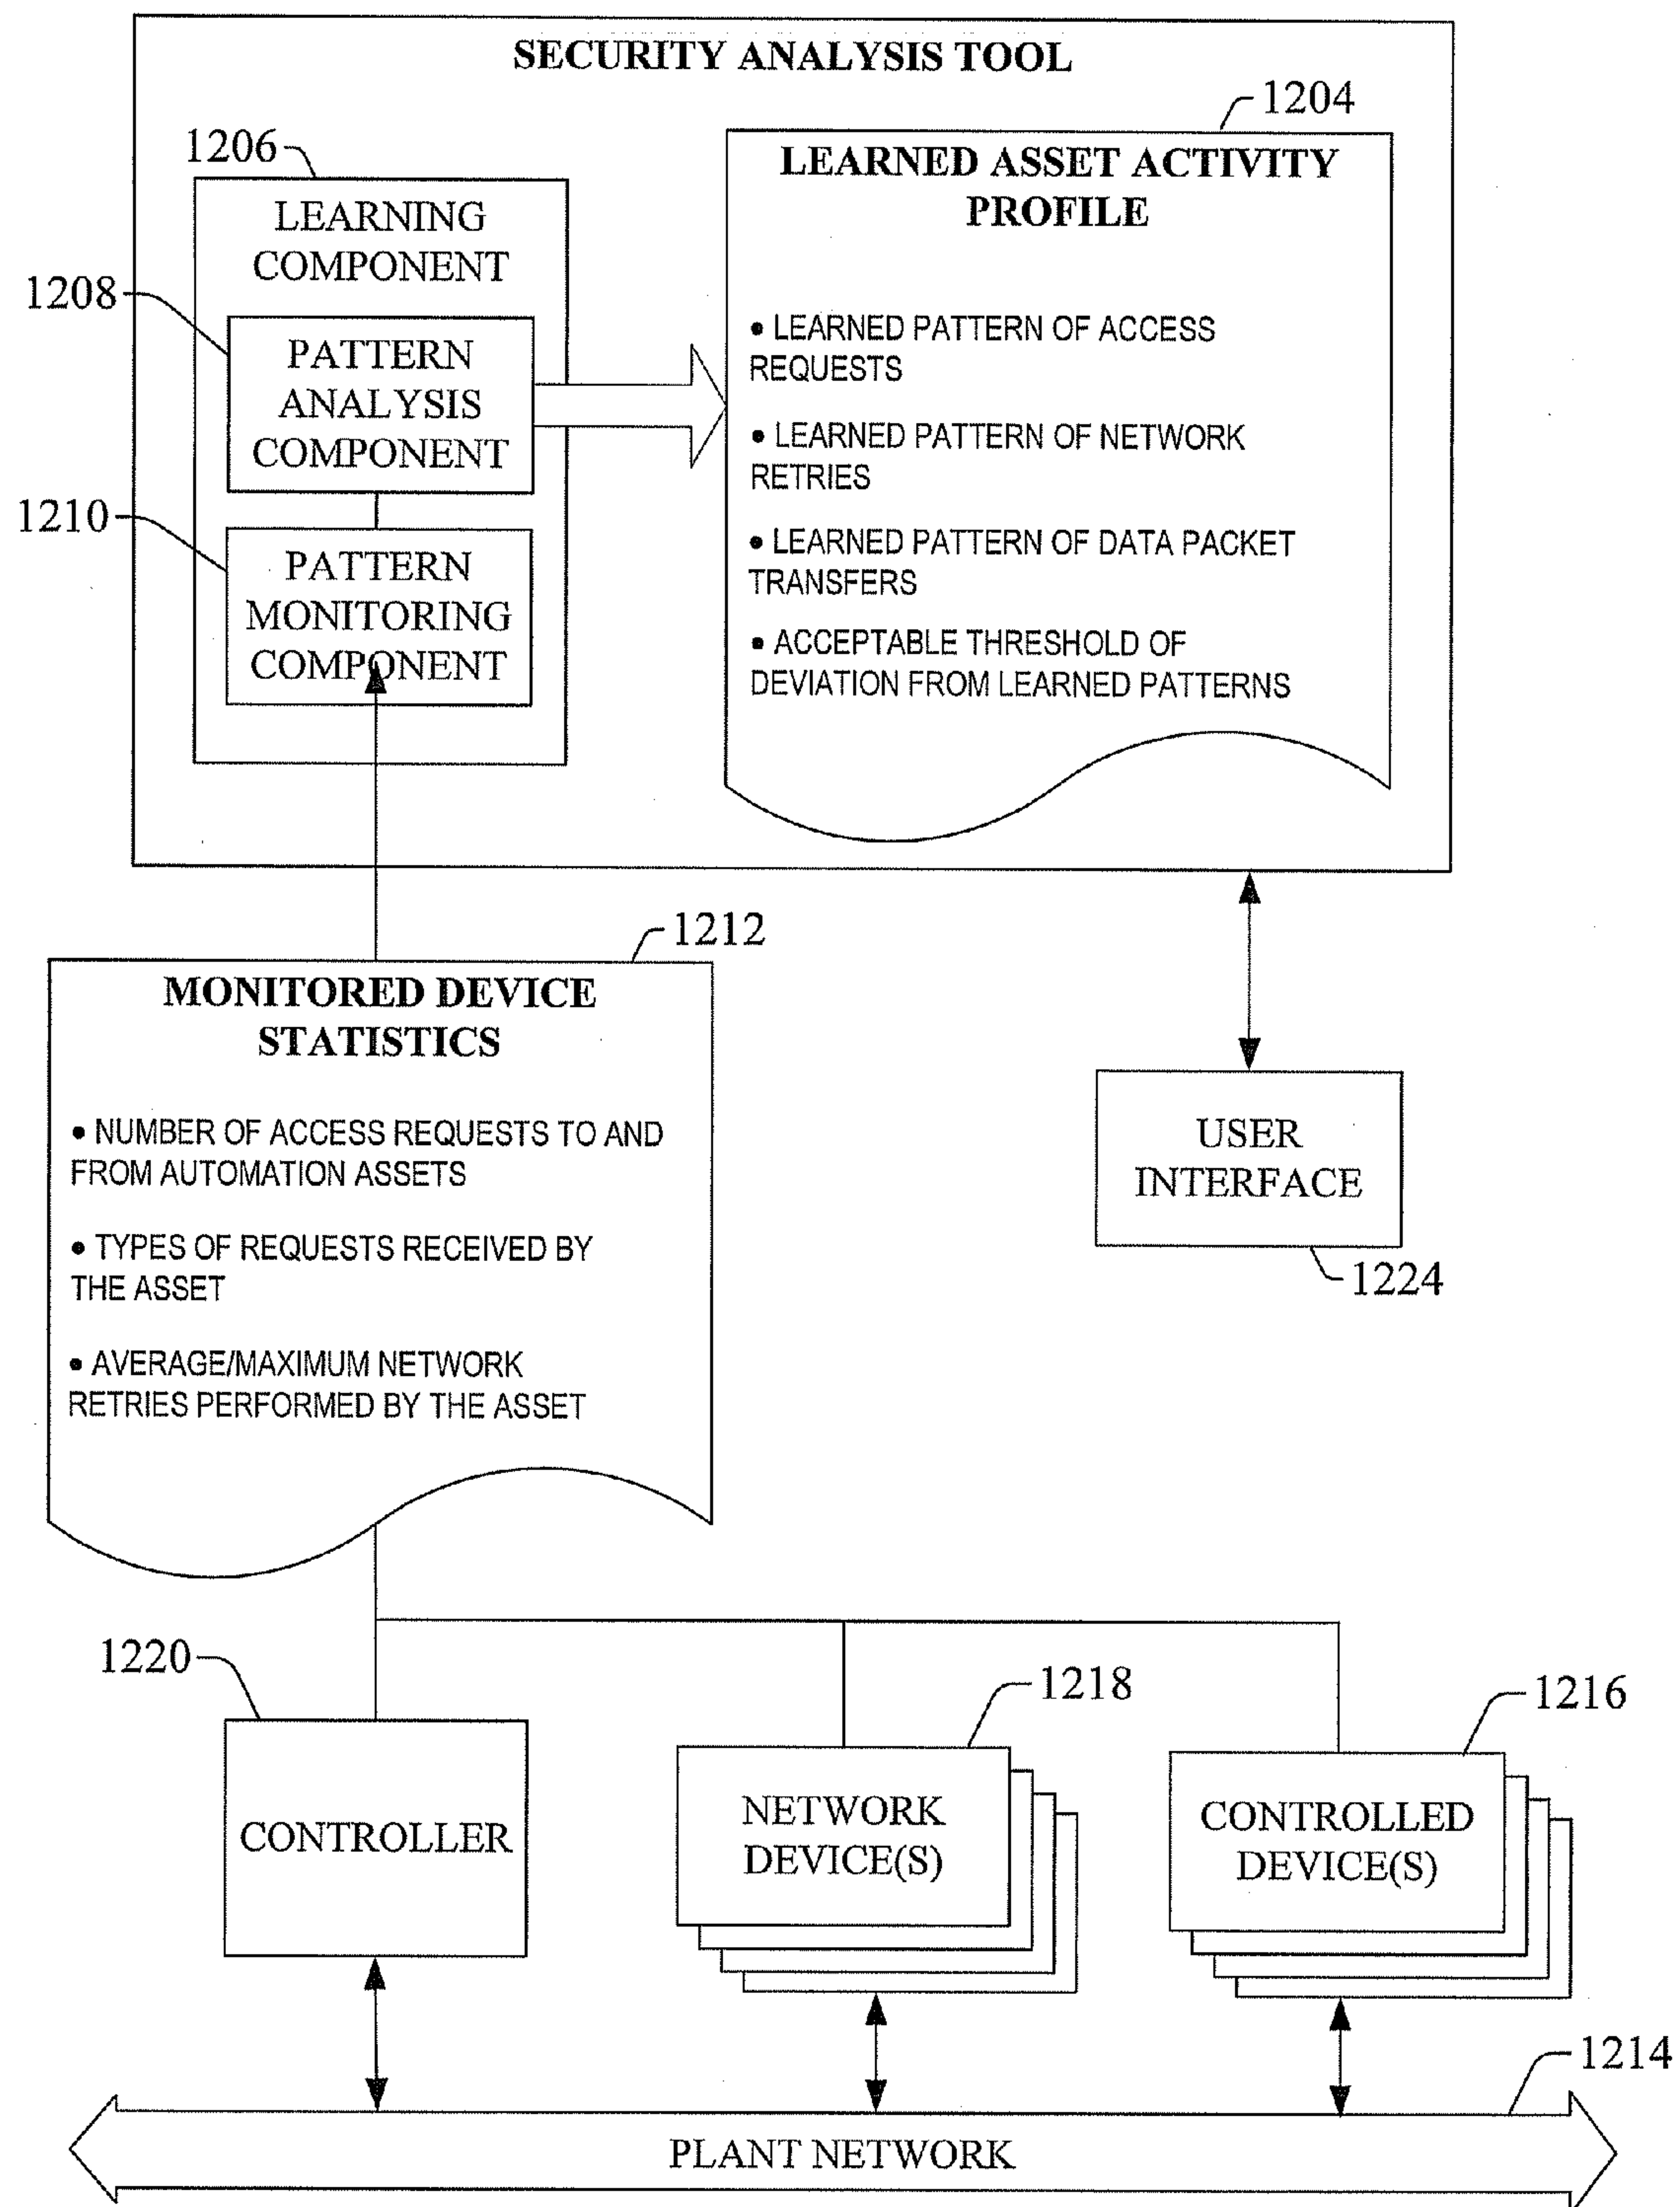 SECURITY ANALYSIS TOOL
1204
1206
LEARNING
COMPONENT
1208
PATTERN
ANALYSIS
COMPONENT
1210
PATTERN
MONITORING
COMPONENT
LEARNED ASSET ACTIVITY
PROFILE
• LEARNED PATTERN OF ACCESS
REQUESTS
• LEARNED PATTERN OF NETWORK
RETRIES
• LEARNED PATTERN OF DATA PACKET
TRANSFERS
• ACCEPTABLE THRESHOLD OF
DEVIATION FROM LEARNED PATTERNS
1212
MONITORED DEVICE
STATISTICS
• NUMBER OF ACCESS REQUESTS TO AND
FROM AUTOMATION ASSETS
• TYPES OF REQUESTS RECEIVED BY
THE ASSET
• AVERAGE/MAXIMUM NETWORK
RETRIES PERFORMED BY THE ASSET
USER
INTERFACE
1224
1220
CONTROLLER
1218
NETWORK
DEVICE(S)
1216
CONTROLLED
DEVICE(S)
1214
PLANT NETWORK